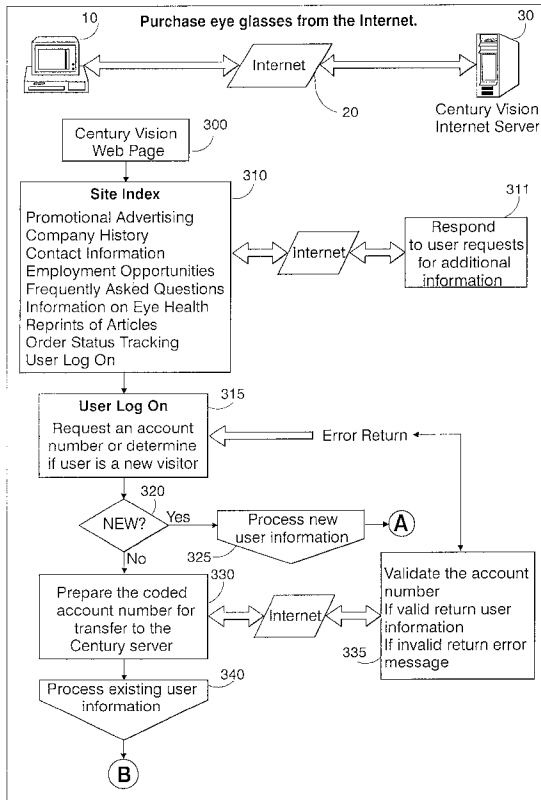 Purchase eye glasses from the Internet.
10
30
Internet
20
Century Vision
Internet Server
Century Vision
Web Page
300
310
Site Index
Promotional Advertising
Company History
Contact Information
Employment Opportunities
Frequently Asked Questions
Information on Eye Health
Reprints of Articles
Order Status Tracking
User Log On
Internet
311
Respond
to user requests
for additional
information
315
User Log On
Request an account
number or determine
if user is a new visitor
Error Return
320
NEW?
Yes
No
Process new
user information
325
A
330
Prepare the coded
account number for
transfer to the
Century server
Internet
Validate the account
number
If valid return user
information
If invalid return error
message
335
340
Process existing user
information
B